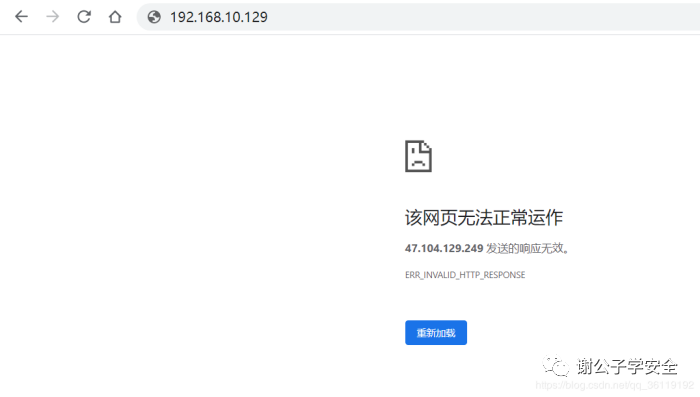 192.168.10.129
该网页无法正常运作
47.104.129.249 发送的响应无效。
ERR_INVALID_HTTP_RESPONSE
重新加载
谢公子学安全
https://blog.csdn.net/qq_36119192